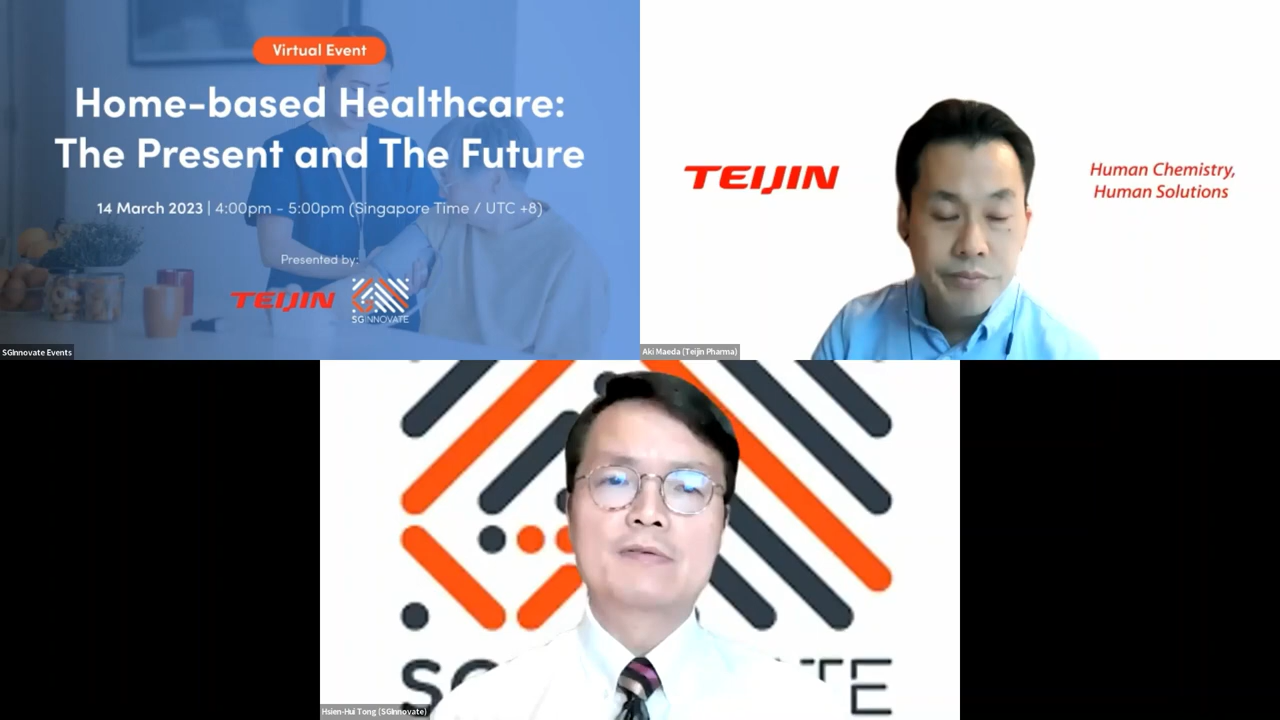 Virtual Event
Home-based Healthcare:
The Present and The Future
14 March 2023 | 4:00pm - 5:00pm (Singapore Time / UTC +8)
Presented by:
TEIJIN
SGINNOVATE
SGInnovate Events
TEIJIN
Human Chemistry,
Human Solutions
Aki Maeda (Teijin Pharma)
SG TE
Hsien-Hui Tong (SGInnovate)